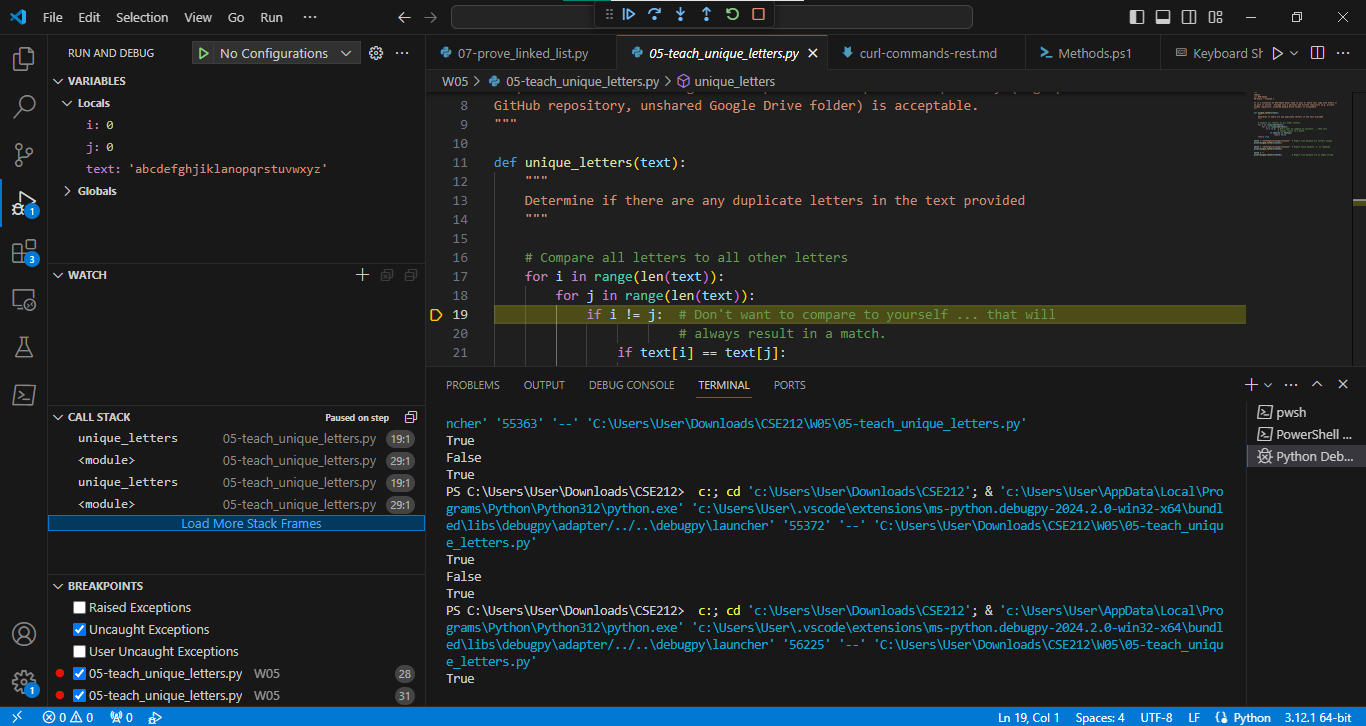 File Edit Selection View Go Run ···
RUN AND DEBUG
No Configurations
VARIABLES
Locals
i: 0
j: 0
text: 'abcdefghjiklanopqrstuvwxyz'
Globals
WATCH
CALL STACK
Paused on step
unique_letters 05-teach_unique_letters.py 19:1
<module> 05-teach_unique_letters.py 29:1
unique_letters 05-teach_unique_letters.py 19:1
<module> 05-teach_unique_letters.py 29:1
Load More Stack Frames
BREAKPOINTS
Raised Exceptions
Uncaught Exceptions
User Uncaught Exceptions
05-teach_unique_letters.py W05 28
05-teach_unique_letters.py W05 31
1
3
1
07-prove_linked_list.py
05-teach_unique_letters.py
curl-commands-rest.md
Methods.ps1
Keyboard Sh
W05 > 05-teach_unique_letters.py > unique_letters
8 GitHub repository, unshared Google Drive folder) is acceptable.
9 """
10
11 def unique_letters(text):
12 """
13 Determine if there are any duplicate letters in the text provided
14 """
15
16 # Compare all letters to all other letters
17 for i in range(len(text)):
18 for j in range(len(text)):
19 if i != j: # Don't want to compare to yourself ... that will
20 # always result in a match.
21 if text[i] == text[j]:
PROBLEMS OUTPUT DEBUG CONSOLE TERMINAL PORTS
ncher' '55363' '--' 'C:\Users\User\Downloads\CSE212\W05\05-teach_unique_letters.py'
True
False
True
PS C:\Users\User\Downloads\CSE212> c:; cd 'c:\Users\User\Downloads\CSE212'; & 'c:\Users\User\AppData\Local\Pro
grams\Python\Python312\python.exe' 'c:\Users\User\.vscode\extensions\ms-python.debugpy-2024.2.0-win32-x64\bundl
ed\libs\debugpy\adapter/../..\debugpy\launcher' '55372' '--' 'C:\Users\User\Downloads\CSE212\W05\05-teach_uniqu
e_letters.py'
True
False
True
PS C:\Users\User\Downloads\CSE212> c:; cd 'c:\Users\User\Downloads\CSE212'; & 'c:\Users\User\AppData\Local\Pro
grams\Python\Python312\python.exe' 'c:\Users\User\.vscode\extensions\ms-python.debugpy-2024.2.0-win32-x64\bundl
ed\libs\debugpy\adapter/../..\debugpy\launcher' '56225' '--' 'C:\Users\User\Downloads\CSE212\W05\05-teach_uniqu
e_letters.py'
True
pwsh
PowerShell ...
Python Deb...
0 0 0
Ln 19, Col 1 Spaces: 4 UTF-8 LF Python 3.12.1 64-bit